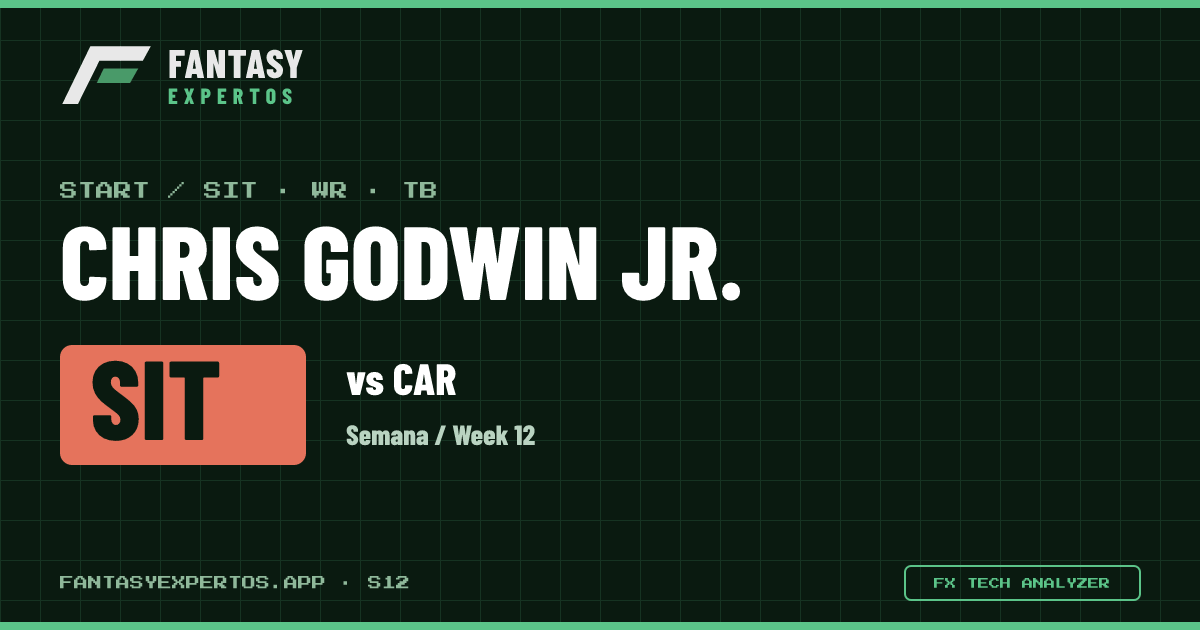 FANTASY
EXPERTOS
START / SIT · WR · TB
CHRIS GODWIN JR.
SIT
vs CAR
Semana / Week 12
FANTASYEXPERTOS.APP · S12
FX TECH ANALYZER